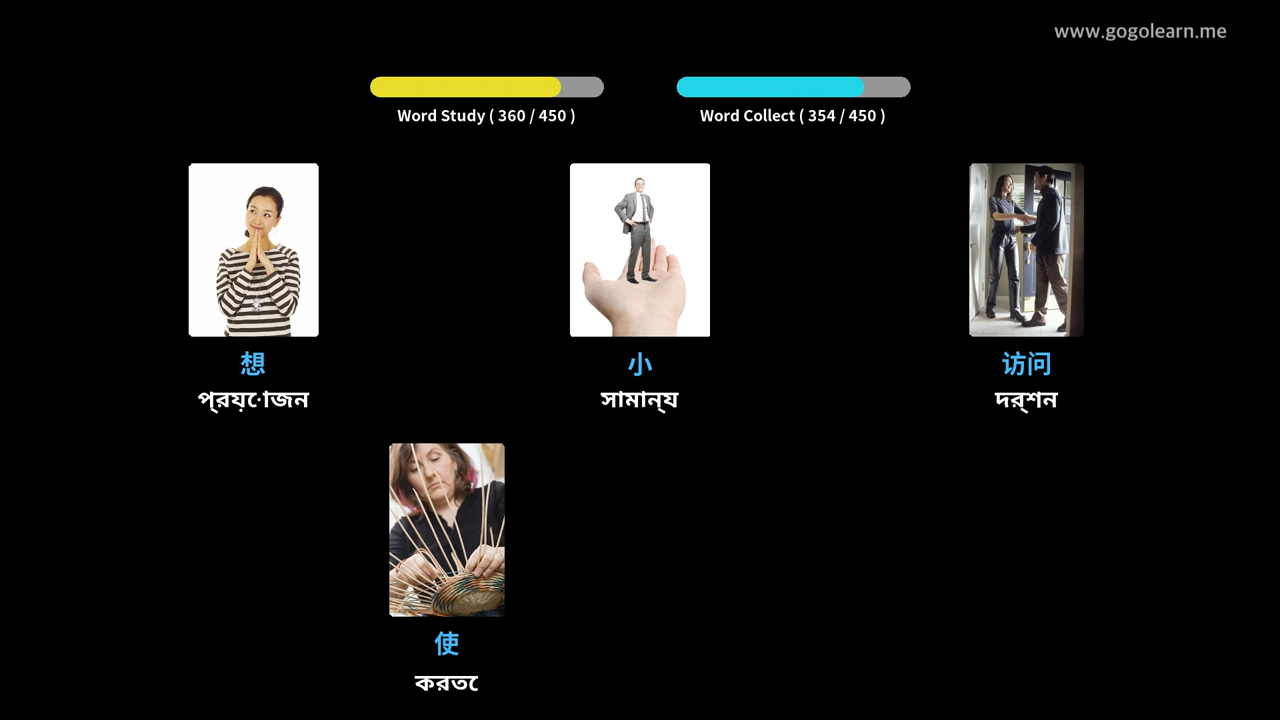 www.gogolearn.me
Word Study ( 360 / 450 )
Word Collect ( 354 / 450 )
想
小
访问
প্রয়োজন
সামান্য
দর্শন
使
করতে